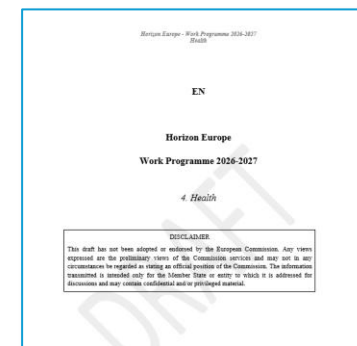 Horizon Europe - Work Programme 2026-2027
Health
EN
Horizon Europe
Work Programme 2026-2027
4. Health
DISCLAIMER
This draft has not been adopted or endorsed by the European Commission. Any views
expressed are the preliminary views of the Commission services and may not in any
circumstances be regarded as stating an official position of the Commission. The information
transmitted is intended only for the Member State or entity to which it is addressed for
discussions and may contain confidential and/or privileged material.
DRAFT